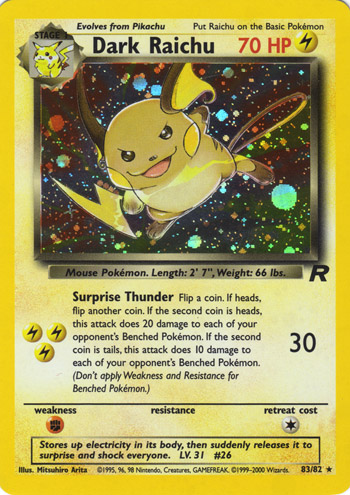 Evolves from Pikachu Put Raichu on the Basic Pokémon
STAGE 1
Dark Raichu 70 HP
Mouse Pokémon. Length: 2' 7", Weight: 66 lbs.
R
Surprise Thunder Flip a coin. If heads,
flip another coin. If the second coin is heads,
this attack does 20 damage to each of your
opponent's Benched Pokémon. If the second
coin is tails, this attack does 10 damage to
each of your opponent's Benched Pokémon.
(Don't apply Weakness and Resistance for
Benched Pokémon.)
30
weakness resistance retreat cost
Stores up electricity in its body, then suddenly releases it to
surprise and shock everyone. LV. 31 #26
Illus. Mitsuhiro Arita ©1995, 96, 98 Nintendo, Creatures, GAMEFREAK. ©1999-2000 Wizards. 83/82 ★